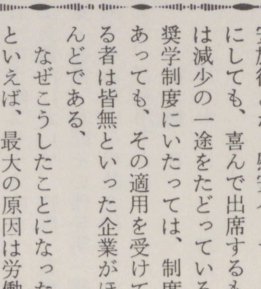 にしても、喜んで出席するも
は減少の一途をたどっている
奨学制度にいたっては、制度
あっても、その適用を受けて
る者は皆無といった企業がほ
んどである、
なぜこうしたことになった
といえば、最大の原因は労働